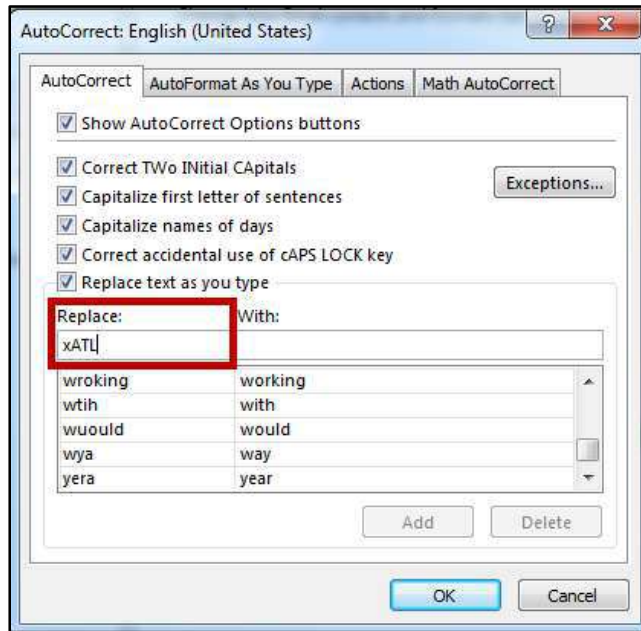 AutoCorrect: English (United States)
?
AutoCorrect AutoFormat As You Type Actions Math AutoCorrect
Show AutoCorrect Options buttons
Correct TWo INitial CApitals
Exceptions...
Capitalize first letter of sentences
Capitalize names of days
Correct accidental use of cAPS LOCK key
Replace text as you type
Replace: With:
xATL
wroking working
wtih with
wuould would
wya way
yera year
Add Delete
OK Cancel